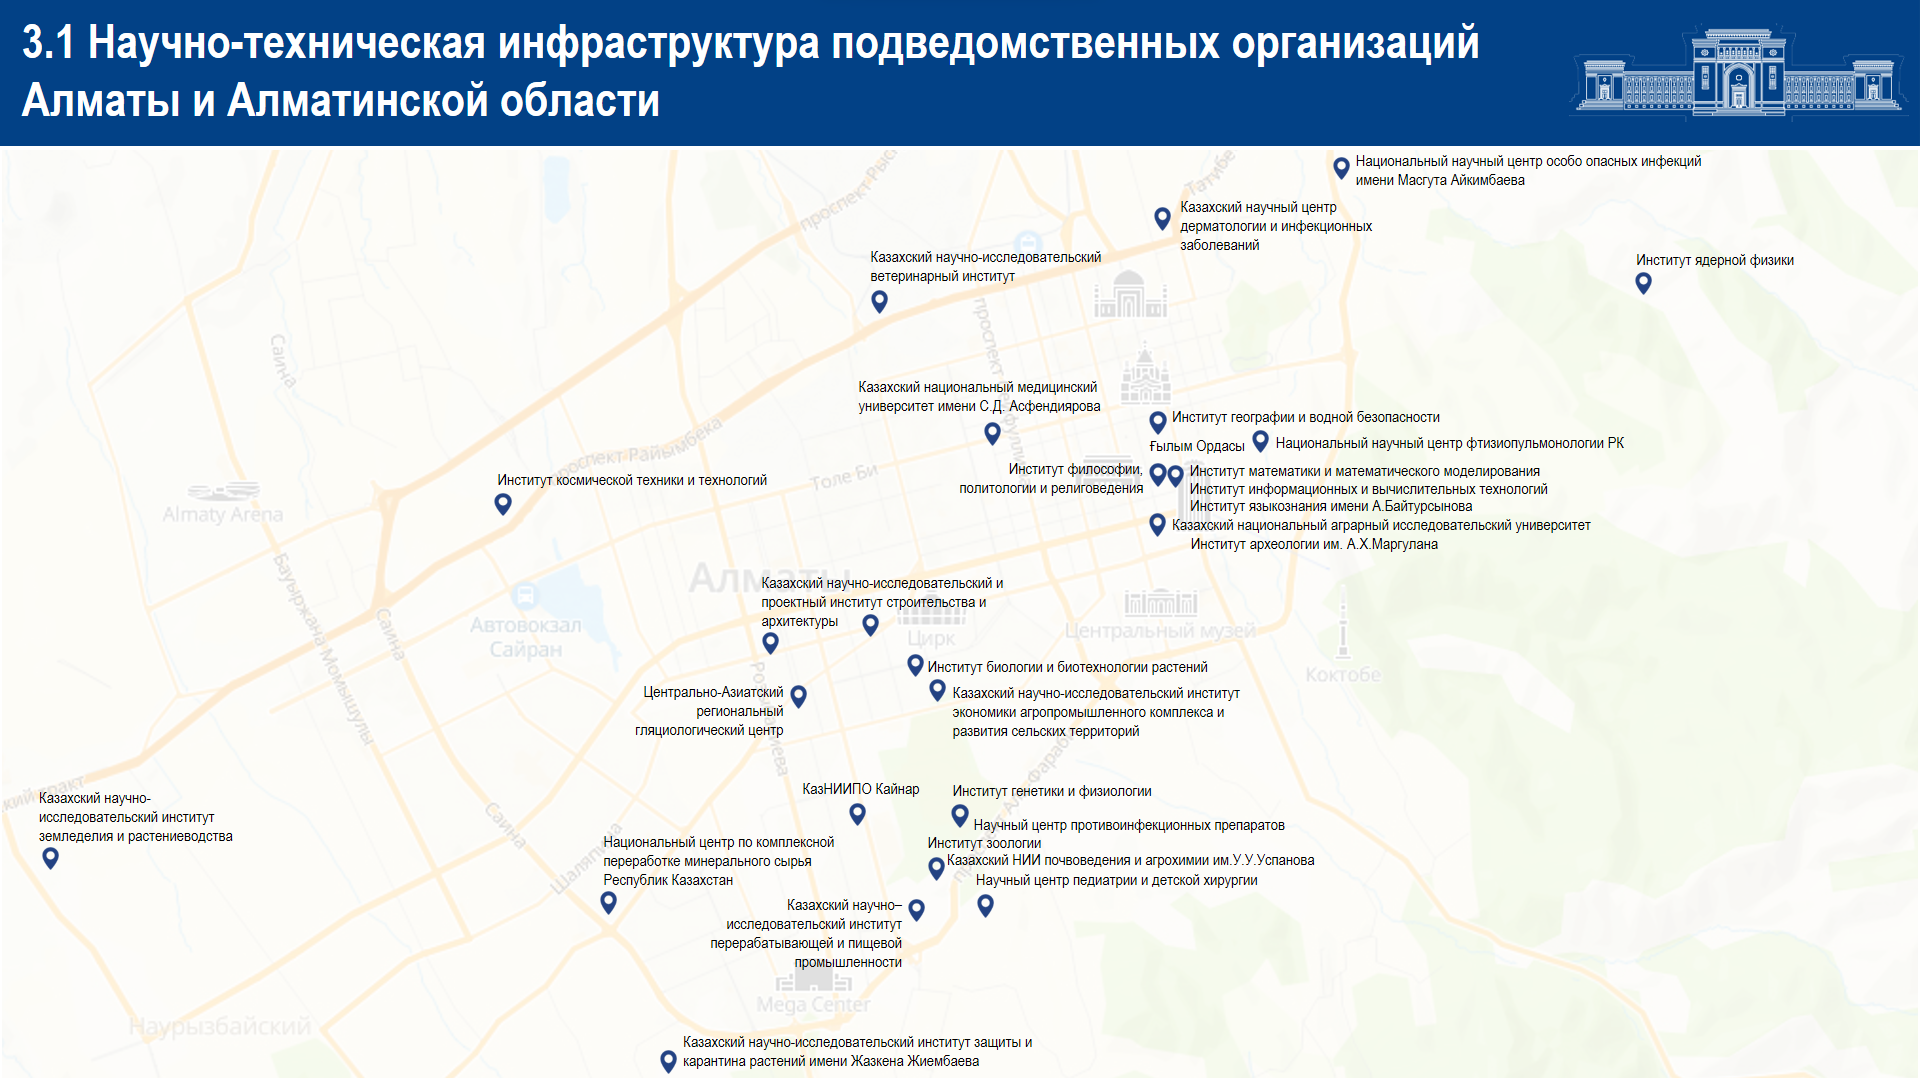 3.1 Научно-техническая инфраструктура подведомственных организаций
Алматы и Алматинской области
Национальный научный центр особо опасных инфекций
имени Масгута Айкимбаева
Казахский научный центр
дерматологии и инфекционных
заболеваний
Казахский научно-исследовательский
ветеринарный институт
Институт ядерной физики
Казахский национальный медицинский
университет имени С.Д. Асфендиярова
Институт географии и водной безопасности
Ғылым Ордасы
Национальный научный центр фтизиопульмонологии РК
Институт философии,
политологии и религоведения
Институт математики и математического моделирования
Институт информационных и вычислительных технологий
Институт языкознания имени А.Байтурсынова
Казахский национальный аграрный исследовательский университет
Институт археологии им. А.Х.Маргулана
Институт космической техники и технологий
Казахский научно-исследовательский и
проектный институт строительства и
архитектуры
Институт биологии и биотехнологии растений
Центрально-Азиатский
региональный
гляциологический центр
Казахский научно-исследовательский институт
экономики агропромышленного комплекса и
развития сельских территорий
КазНИИПО Кайнар
Институт генетики и физиологии
Научный центр противоинфекционных препаратов
Институт зоологии
Казахский НИИ почвоведения и агрохимии им.У.У.Успанова
Научный центр педиатрии и детской хирургии
Казахский научно-
исследовательский институт
земледелия и растениеводства
Национальный центр по комплексной
переработке минерального сырья
Республик Казахстан
Казахский научно–
исследовательский институт
перерабатывающей и пищевой
промышленности
Казахский научно-исследовательский институт защиты и
карантина растений имени Жазкена Жиембаева
проспект Рыск
Татибе
Саина
проспект Райымбека
Толе Би
Almaty Arena
Бауыржана Момышулы
Саина
Алматы
Автовокзал
Сайран
Цирк
Центральный музей
Коктобе
Саина
Шаляпина
Mega Center
Наурызбайский